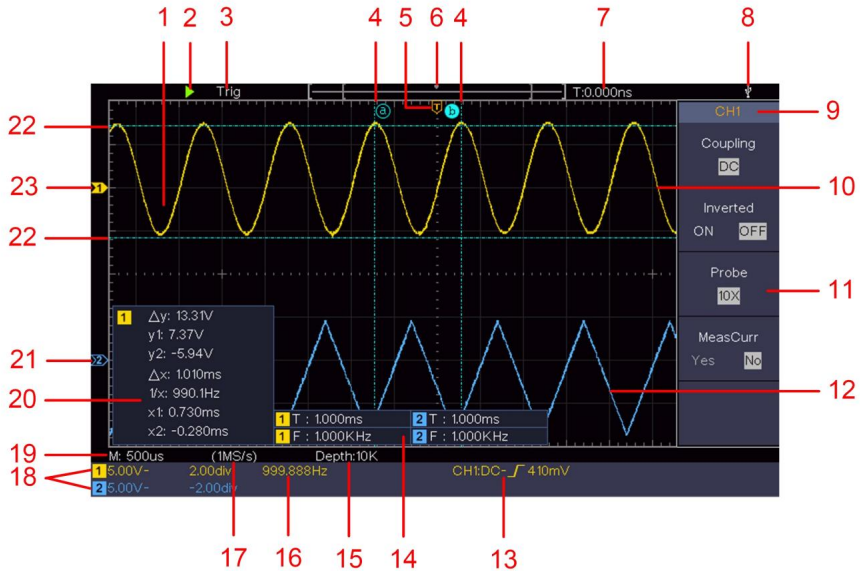 1 2 3 4 5 6 4 7 8
Trig T:0.000ns
a T b
22 CH1 9
Coupling
DC
23 1 10
Inverted
ON OFF
22
Probe
10X 11
1 △y: 13.31V
y1: 7.37V
y2: -5.94V
MeasCurr
Yes No
21 2
△x: 1.010ms
1/x: 990.1Hz
20 12
x1: 0.730ms
x2: -0.280ms
1 T : 1.000ms 2 T : 1.000ms
1 F : 1.000KHz 2 F : 1.000KHz
19 M: 500us (1MS/s) Depth:10K
18 1 5.00V~ 2.00div 999.888Hz CH1:DC- 410mV
2 5.00V~ -2.00div
17 16 15 14 13